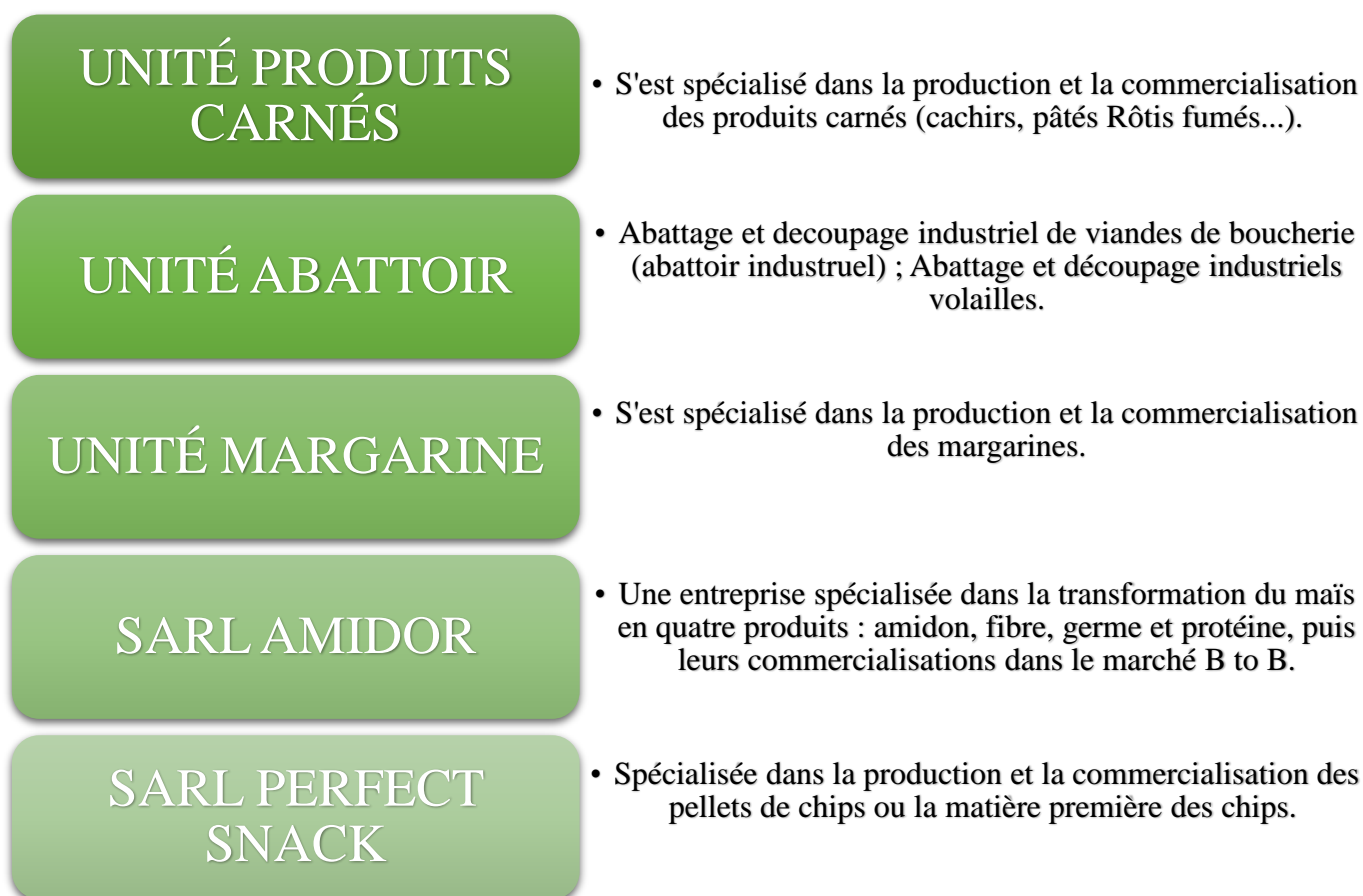 UNITÉ PRODUITS
CARNÉS
• S'est spécialisé dans la production et la commercialisation
des produits carnés (cachirs, pâtés Rôtis fumés...).
UNITÉ ABATTOIR
• Abattage et decoupage industriel de viandes de boucherie
(abattoir industruel) ; Abattage et découpage industriels
volailles.
UNITÉ MARGARINE
• S'est spécialisé dans la production et la commercialisation
des margarines.
SARL AMIDOR
• Une entreprise spécialisée dans la transformation du maïs
en quatre produits : amidon, fibre, germe et protéine, puis
leurs commercialisations dans le marché B to B.
SARL PERFECT
SNACK
• Spécialisée dans la production et la commercialisation des
pellets de chips ou la matière première des chips.